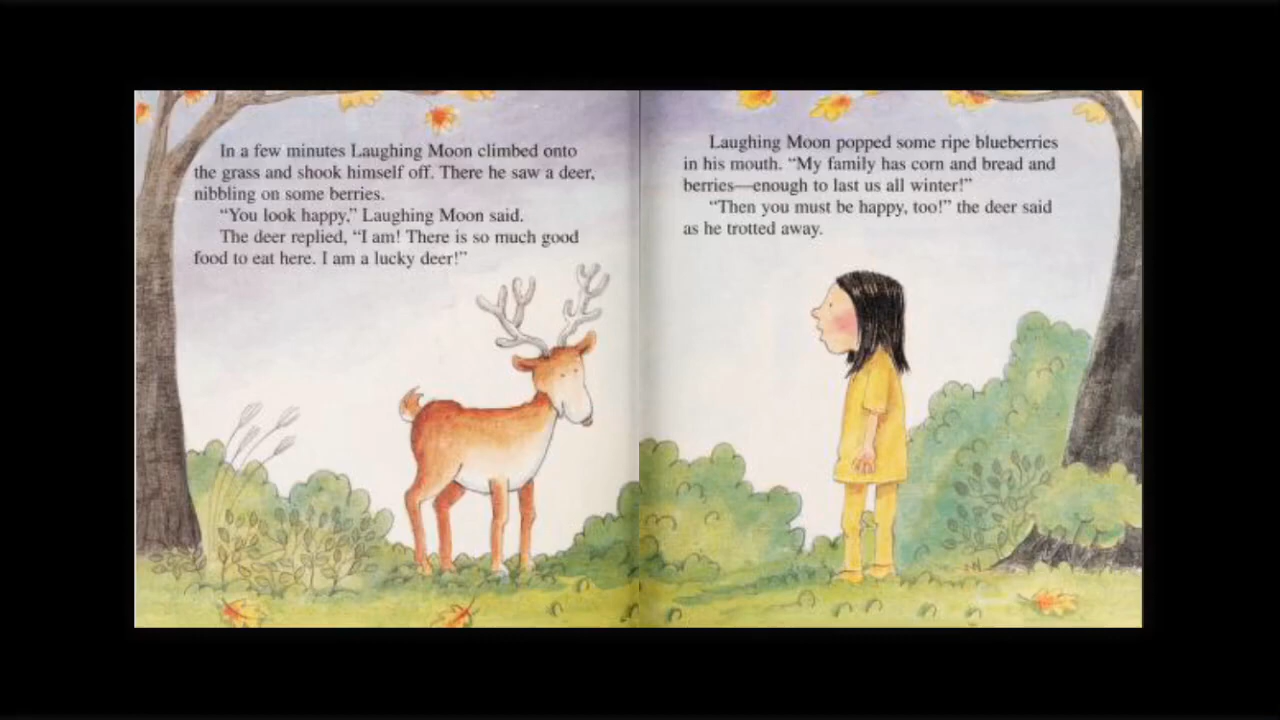 In a few minutes Laughing Moon climbed onto
the grass and shook himself off. There he saw a deer,
nibbling on some berries.
“You look happy,” Laughing Moon said.
The deer replied, “I am! There is so much good
food to eat here. I am a lucky deer!”
Laughing Moon popped some ripe blueberries
in his mouth. “My family has corn and bread and
berries—enough to last us all winter!”
“Then you must be happy, too!” the deer said
as he trotted away.